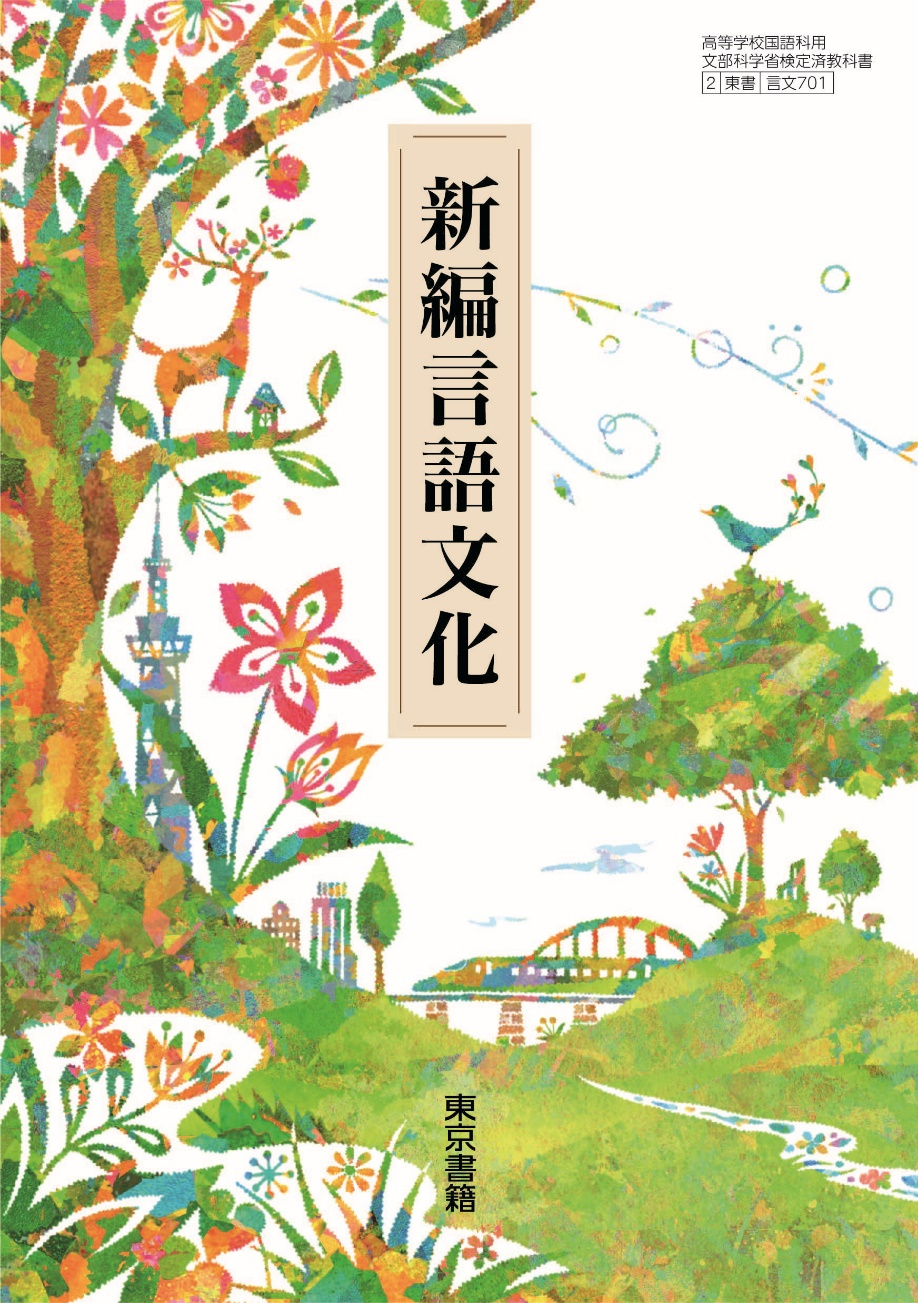 高等学校国語科用
文部科学省検定済教科書
2 東書 言文701
新編言語文化
東京書籍